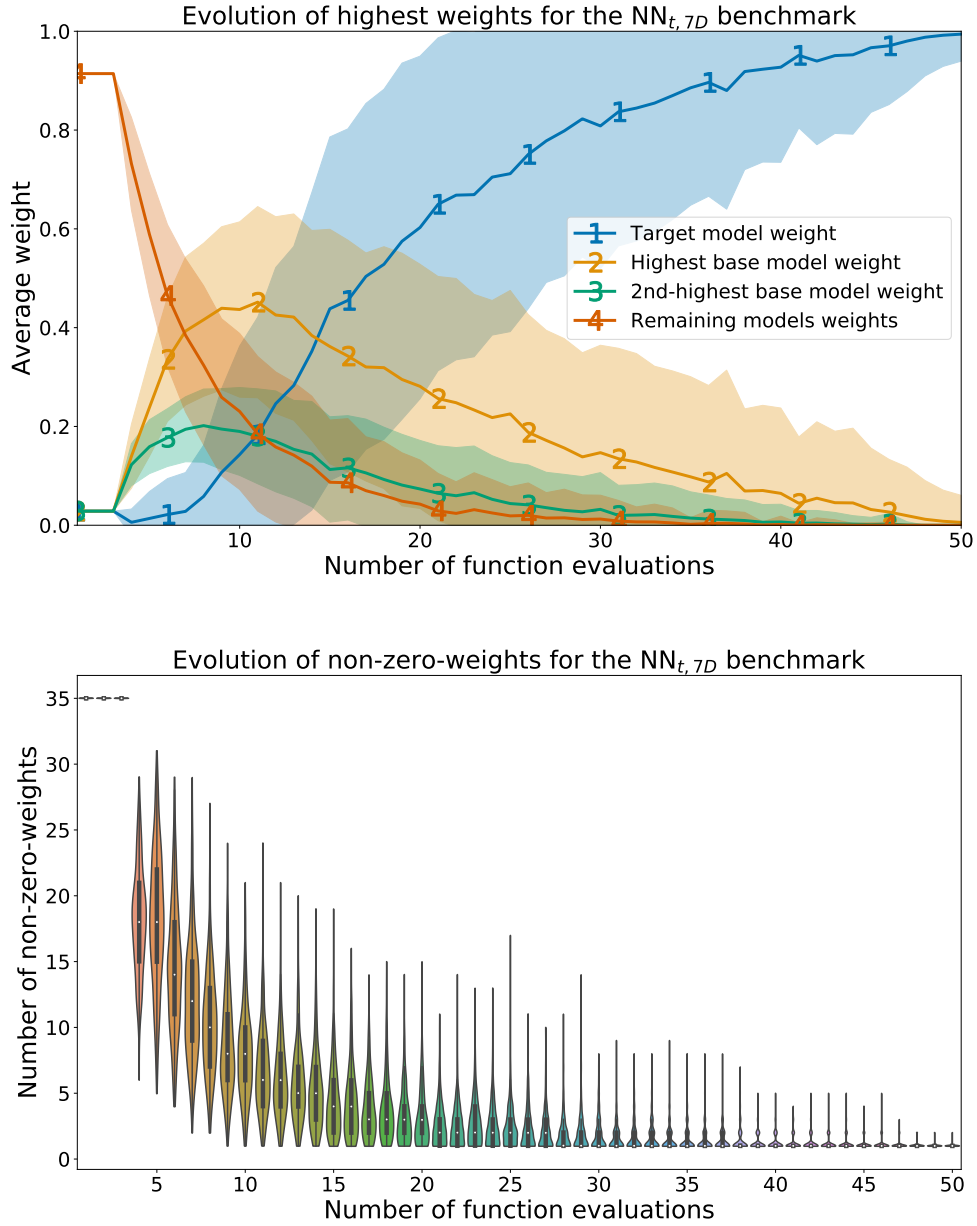 Evolution of highest weights for the NN_{t, 7D} benchmark
1.0
0.8
0.6
0.4
0.2
0.0
Average weight
1 Target model weight
2 Highest base model weight
3 2nd-highest base model weight
4 Remaining models weights
10 20 30 40 50
Number of function evaluations
Evolution of non-zero-weights for the NN_{t, 7D} benchmark
35
30
25
20
15
10
5
0
Number of non-zero-weights
5 10 15 20 25 30 35 40 45 50
Number of function evaluations